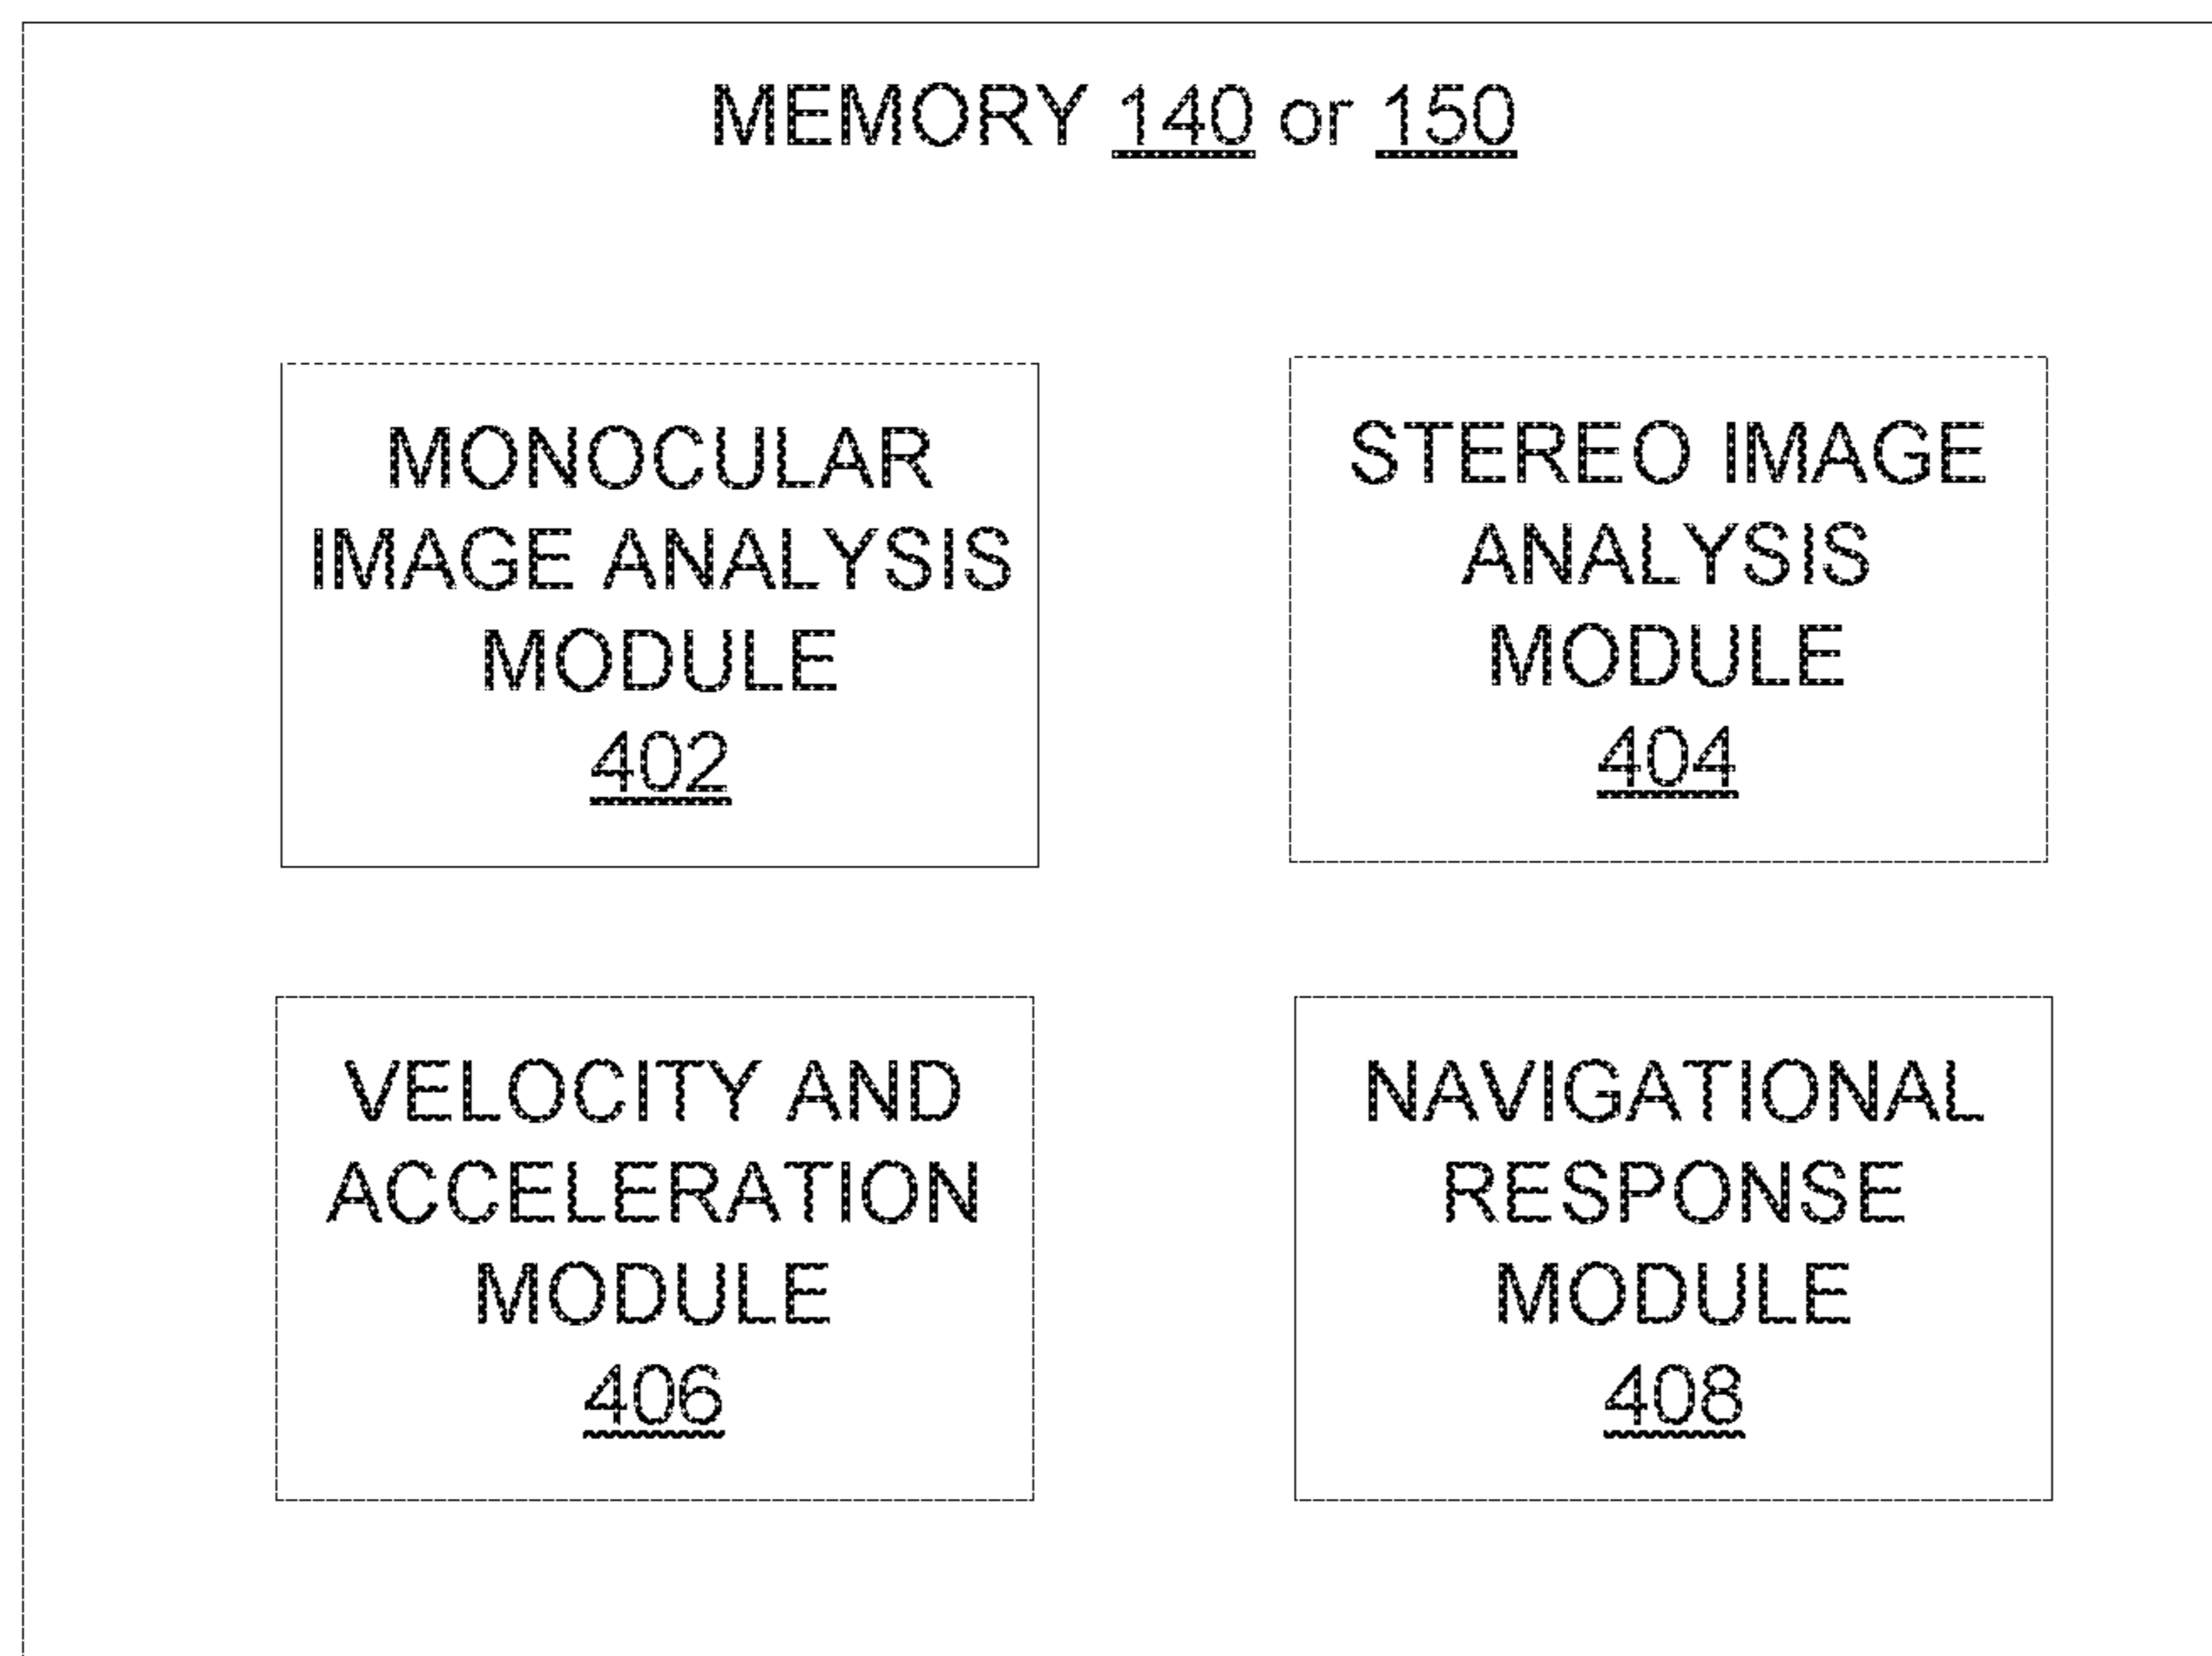 MEMORY 140 or 150
MONOCULAR
IMAGE ANALYSIS
MODULE
402
STEREO IMAGE
ANALYSIS
MODULE
404
VELOCITY AND
ACCELERATION
MODULE
406
NAVIGATIONAL
RESPONSE
MODULE
408